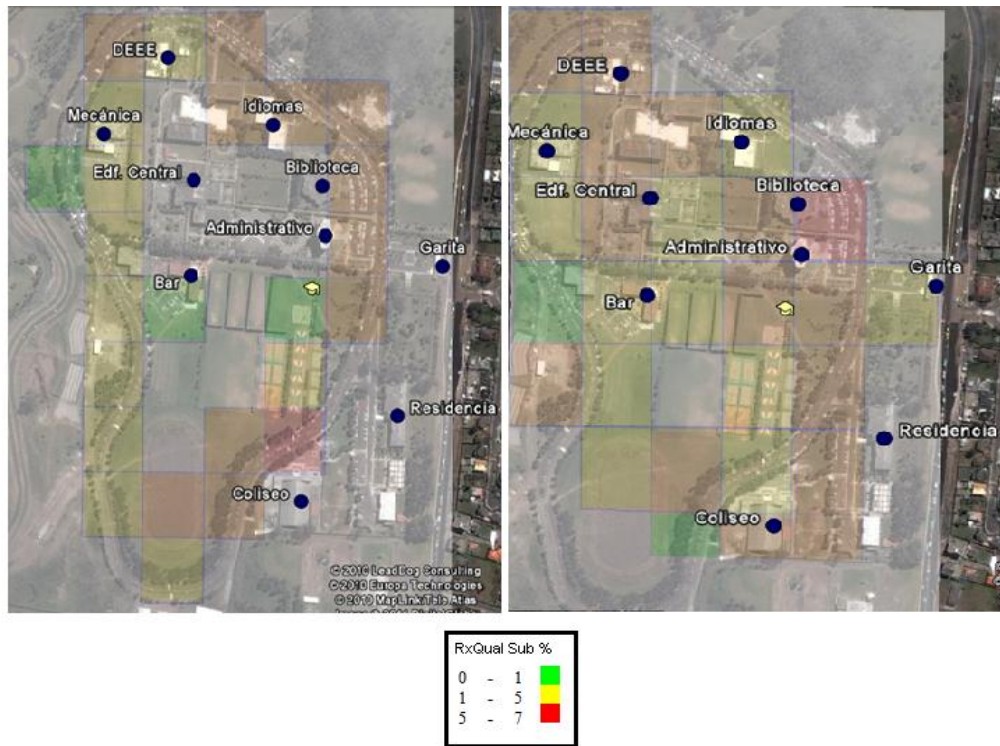 DEEE
Mecánica
Idiomas
Edf. Central
Biblioteca
Administrativo
Garita
Bar
Residencia
Coliseo
© 2010 LeadDog Consulting
© 2010 Europa Technologies
© 2010 MapLink/Tele Atlas
DEEE
Mecánica
Idiomas
Edf. Central
Biblioteca
Administrativo
Garita
Bar
Residencia
Coliseo
RxQual Sub %
0 - 1
1 - 5
5 - 7